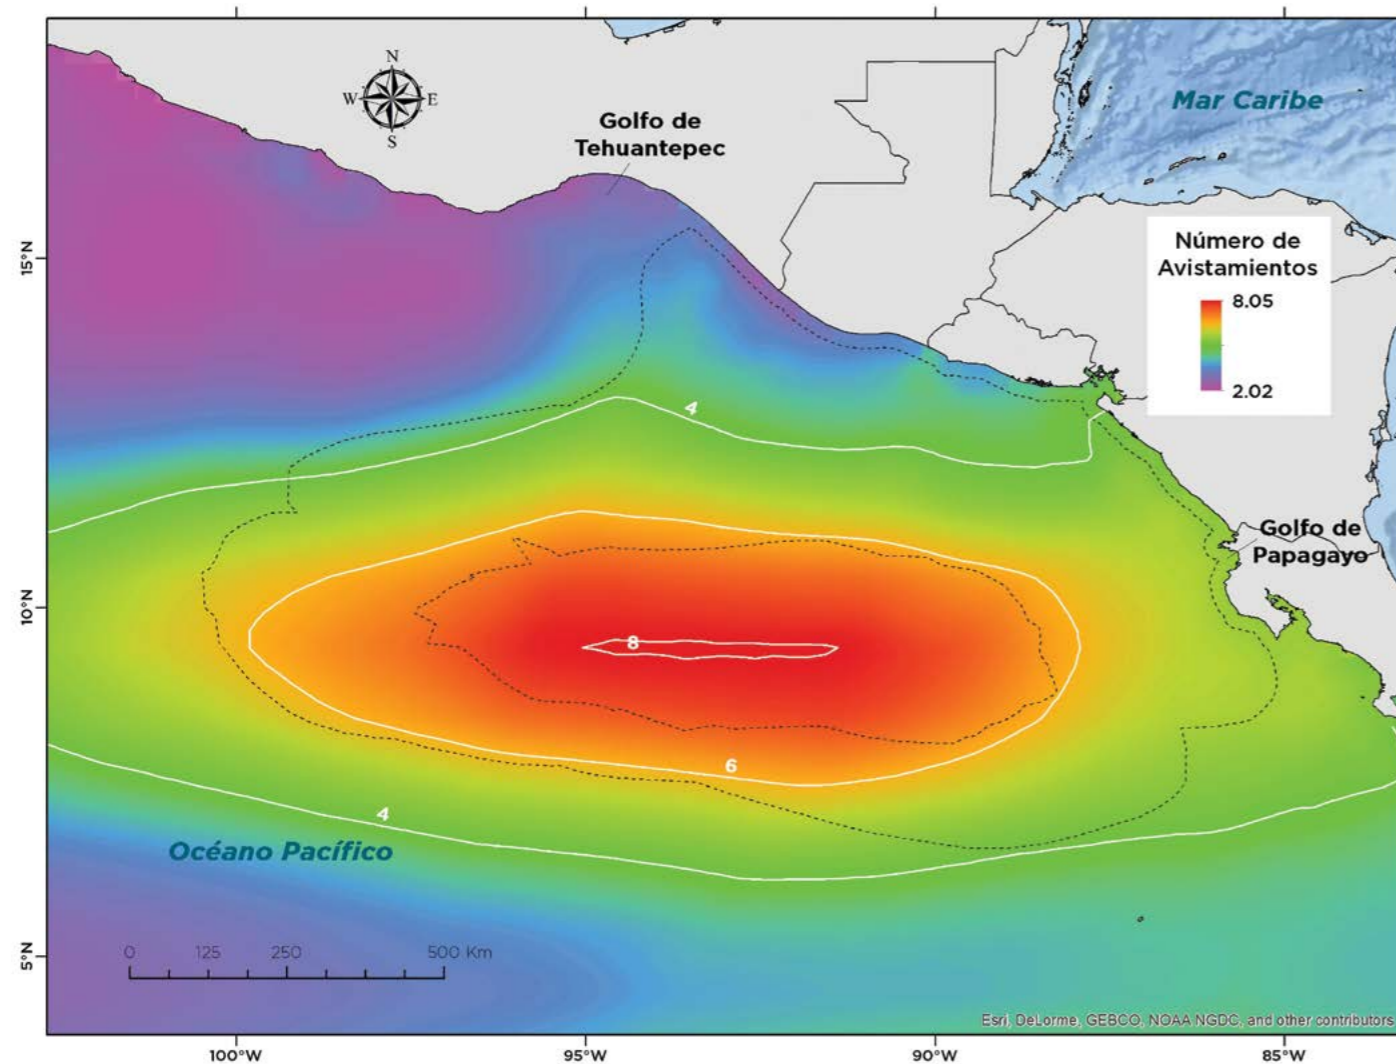 N
W E
S
Golfo de
Tehuantepec
Mar Caribe
Número de
Avistamientos
8.05
2.02
15°N
4
Golfo de
Papagayo
10°N
8
6
4
Océano Pacífico
0 125 250 500 Km
5°N
Esri, DeLorme, GEBCO, NOAA NGDC, and other contributors
100°W 95°W 90°W 85°W